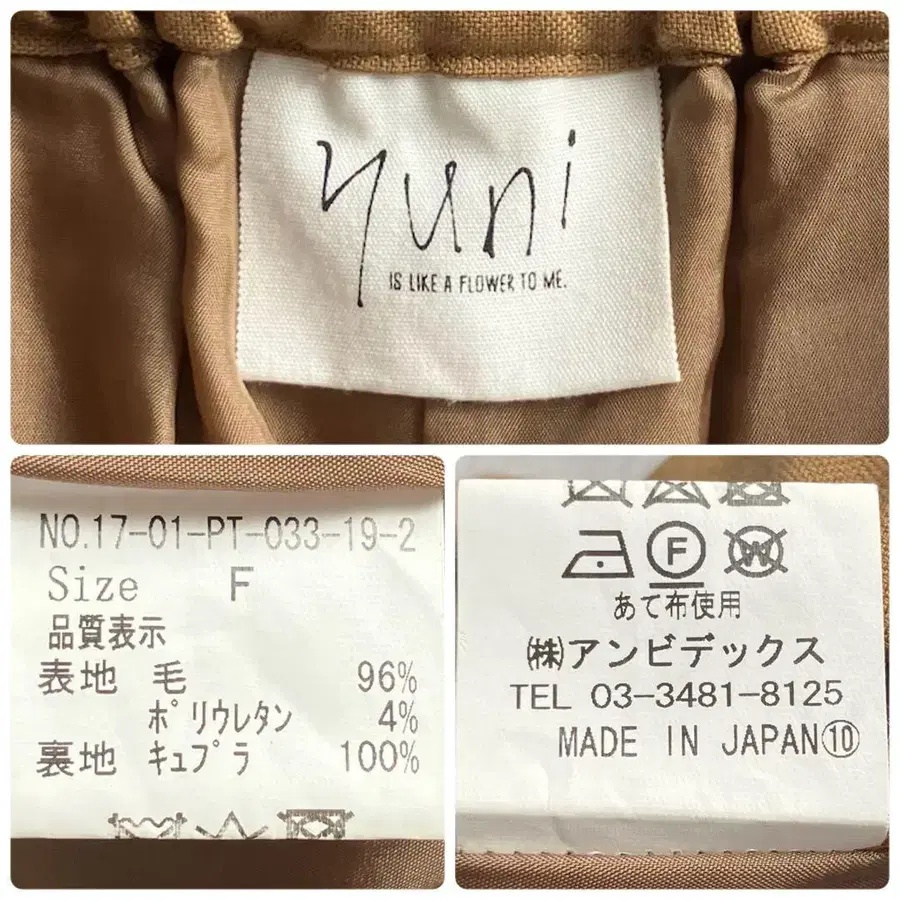 yuni
IS LIKE A FLOWER TO ME.
NO.17-01-PT-033-19-2
Size F
品質表示
表地 毛 96%
ポリウレタン 4%
裏地 キュプラ 100%
F W
あて布使用
㈱アンビデックス
TEL 03-3481-8125
MADE IN JAPAN⑩